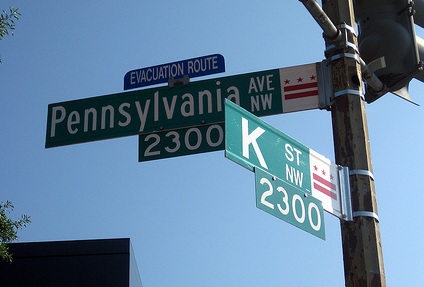 EVACUATION ROUTE
Pennsylvania AVE NW
2300
K ST NW
2300